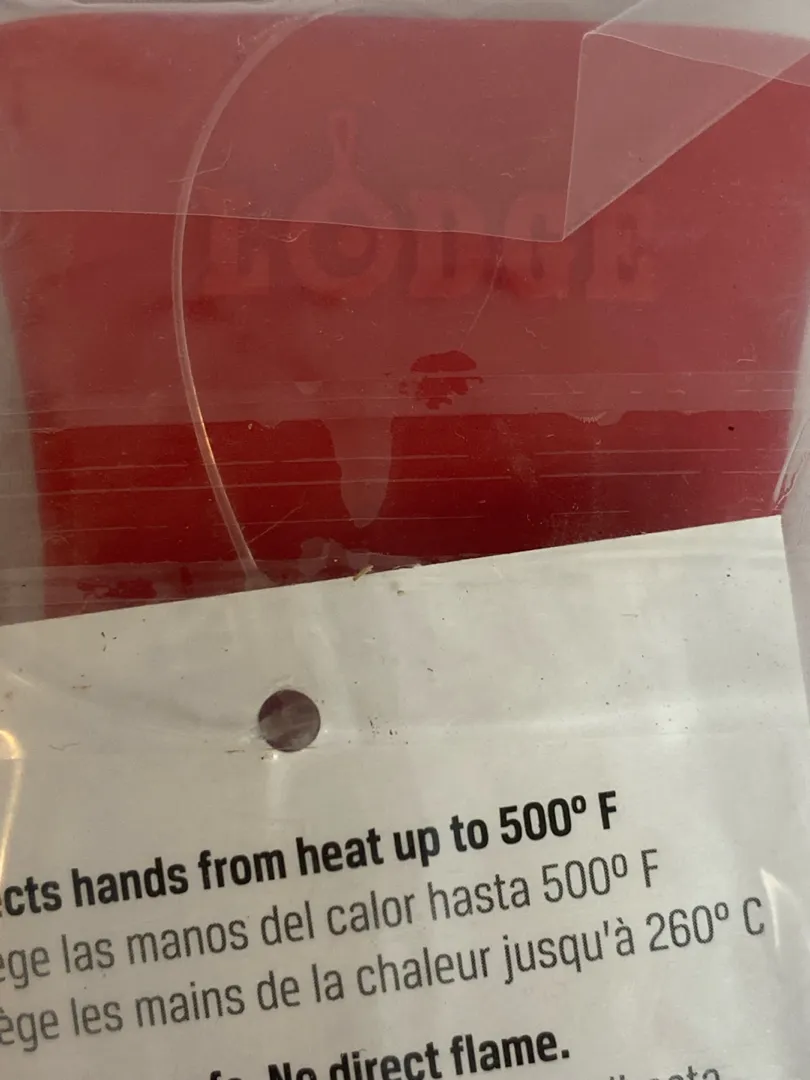 LODGE
cts hands from heat up to 500º F
ège las manos del calor hasta 500º F
ège les mains de la chaleur jusqu'à 260º C
No direct flame.